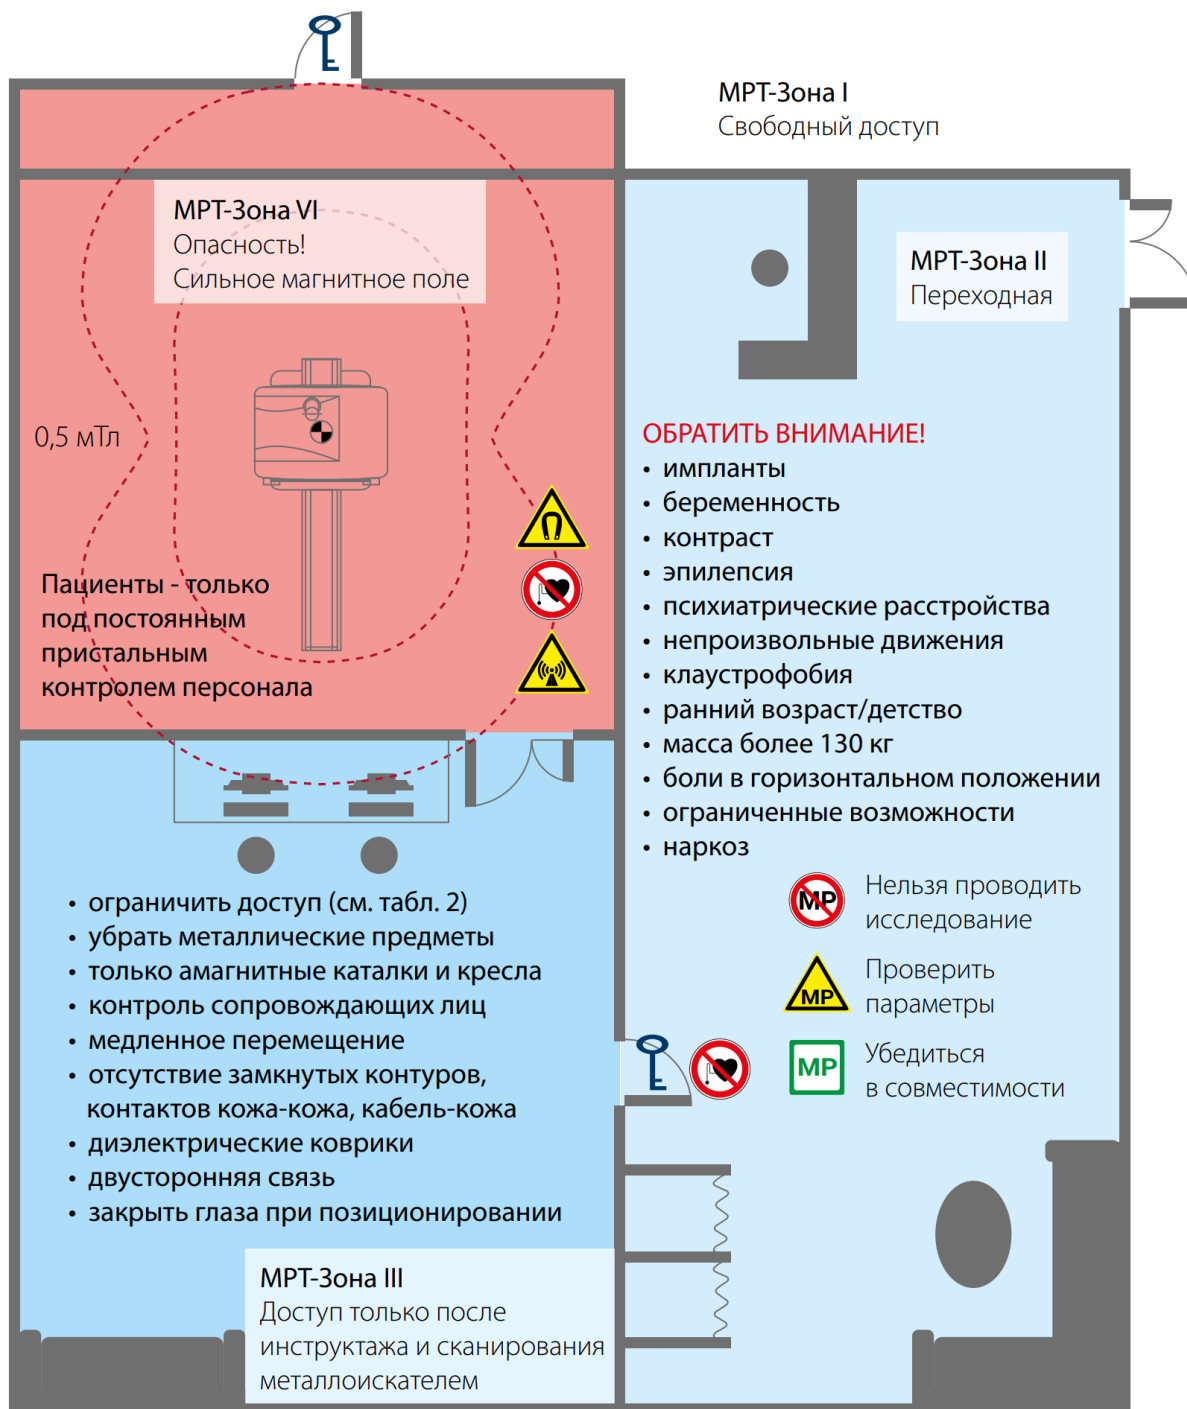 МРТ-Зона I
Свободный доступ
МРТ-Зона VI
Опасность!
Сильное магнитное поле
МРТ-Зона II
Переходная
0,5 мТл
Пациенты - только
под постоянным
пристальным
контролем персонала
ОБРАТИТЬ ВНИМАНИЕ!
• импланты
• беременность
• контраст
• эпилепсия
• психиатрические расстройства
• непроизвольные движения
• клаустрофобия
• ранний возраст/детство
• масса более 130 кг
• боли в горизонтальном положении
• ограниченные возможности
• наркоз
МР
Нельзя проводить
исследование
МР
Проверить
параметры
МР
Убедиться
в совместимости
• ограничить доступ (см. табл. 2)
• убрать металлические предметы
• только амагнитные каталки и кресла
• контроль сопровождающих лиц
• медленное перемещение
• отсутствие замкнутых контуров,
контактов кожа-кожа, кабель-кожа
• диэлектрические коврики
• двусторонняя связь
• закрыть глаза при позиционировании
МРТ-Зона III
Доступ только после
инструктажа и сканирования
металлоискателем